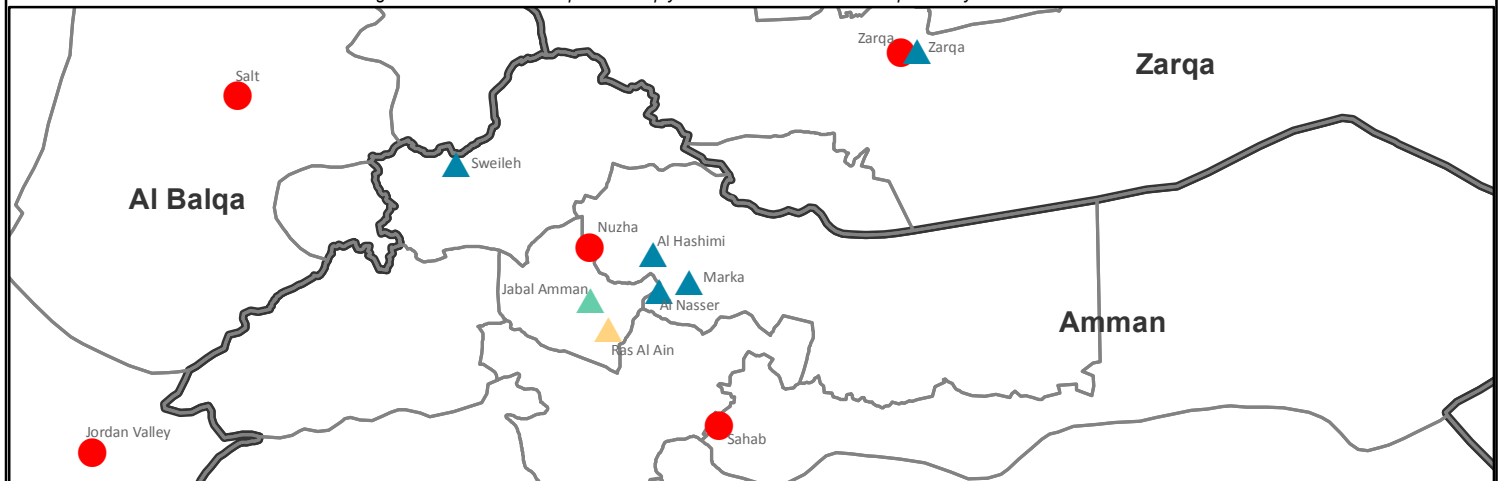 Zarqa
Zarqa
Zarqa
Salt
Sweileh
Al Balqa
Nuzha
Al Hashimi
Marka
Jabal Amman
Al Nasser
Amman
Ras Al Ain
Jordan Valley
Sahab